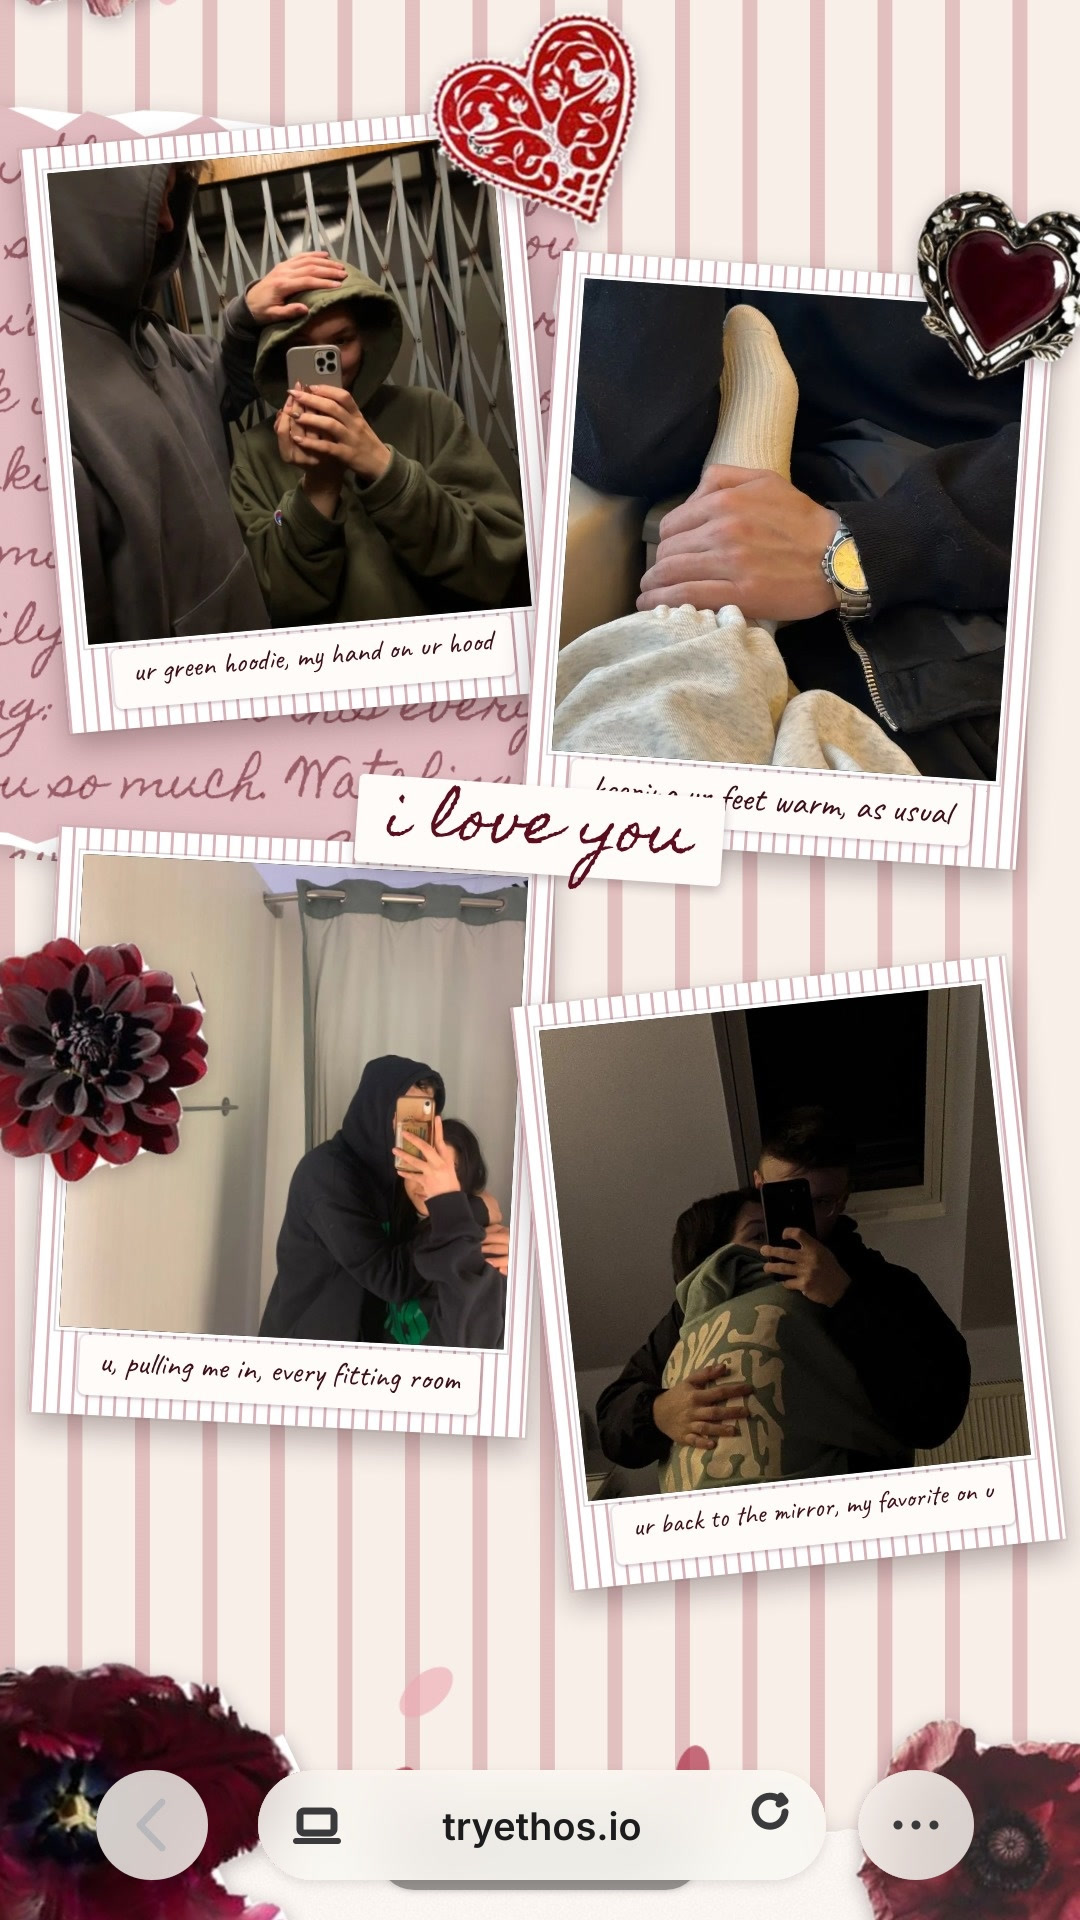 ur green hoodie, my hand on ur hood
feet warm, as usual
every
u so much.
i love you
u, pulling me in, every fitting room
ur back to the mirror, my favorite on u
tryethos.io